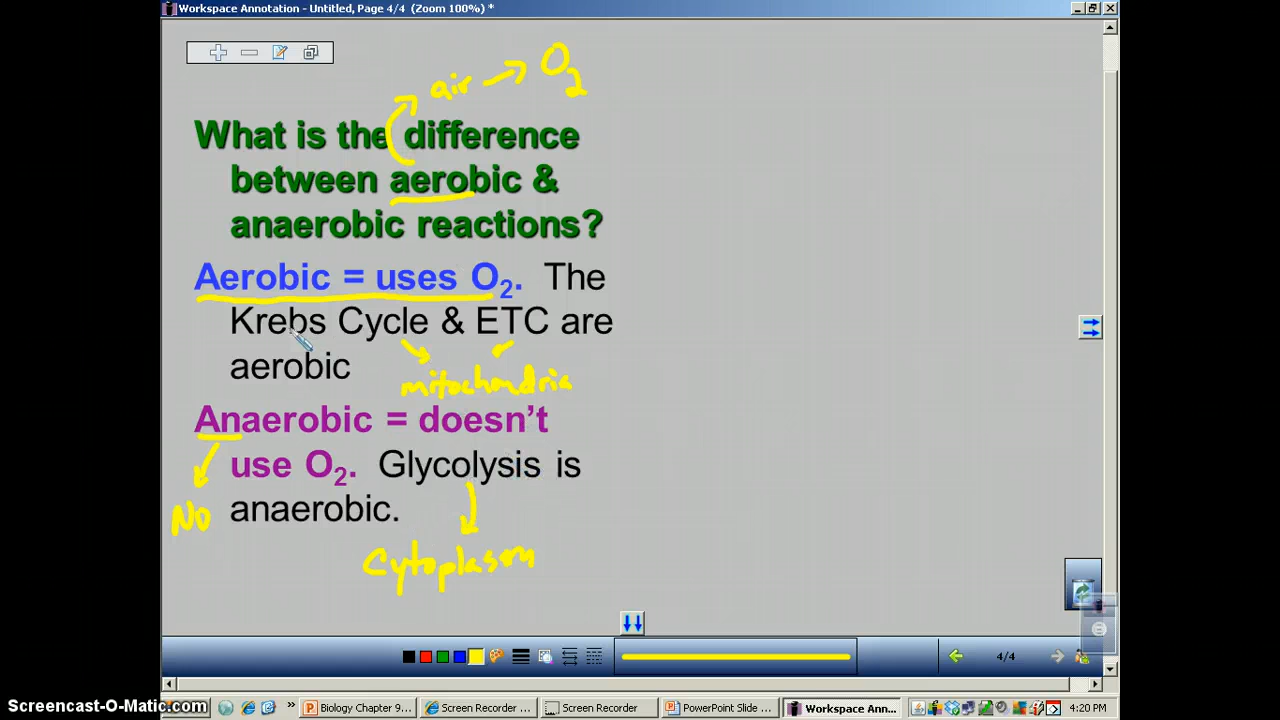 Workspace Annotation - Untitled, Page 4/4 (Zoom 100%) *
air → O2
What is the difference
between aerobic &
anaerobic reactions?
Aerobic = uses O2. The
Krebs Cycle & ETC are
aerobic
mitochondria
Anaerobic = doesn't
use O2. Glycolysis is
No anaerobic.
Cytoplasm
4/4
Screencast-O-Matic.com
» Biology Chapter 9... Screen Recorder ... Screen Recorder PowerPoint Slide ... Workspace Ann... 4:20 PM